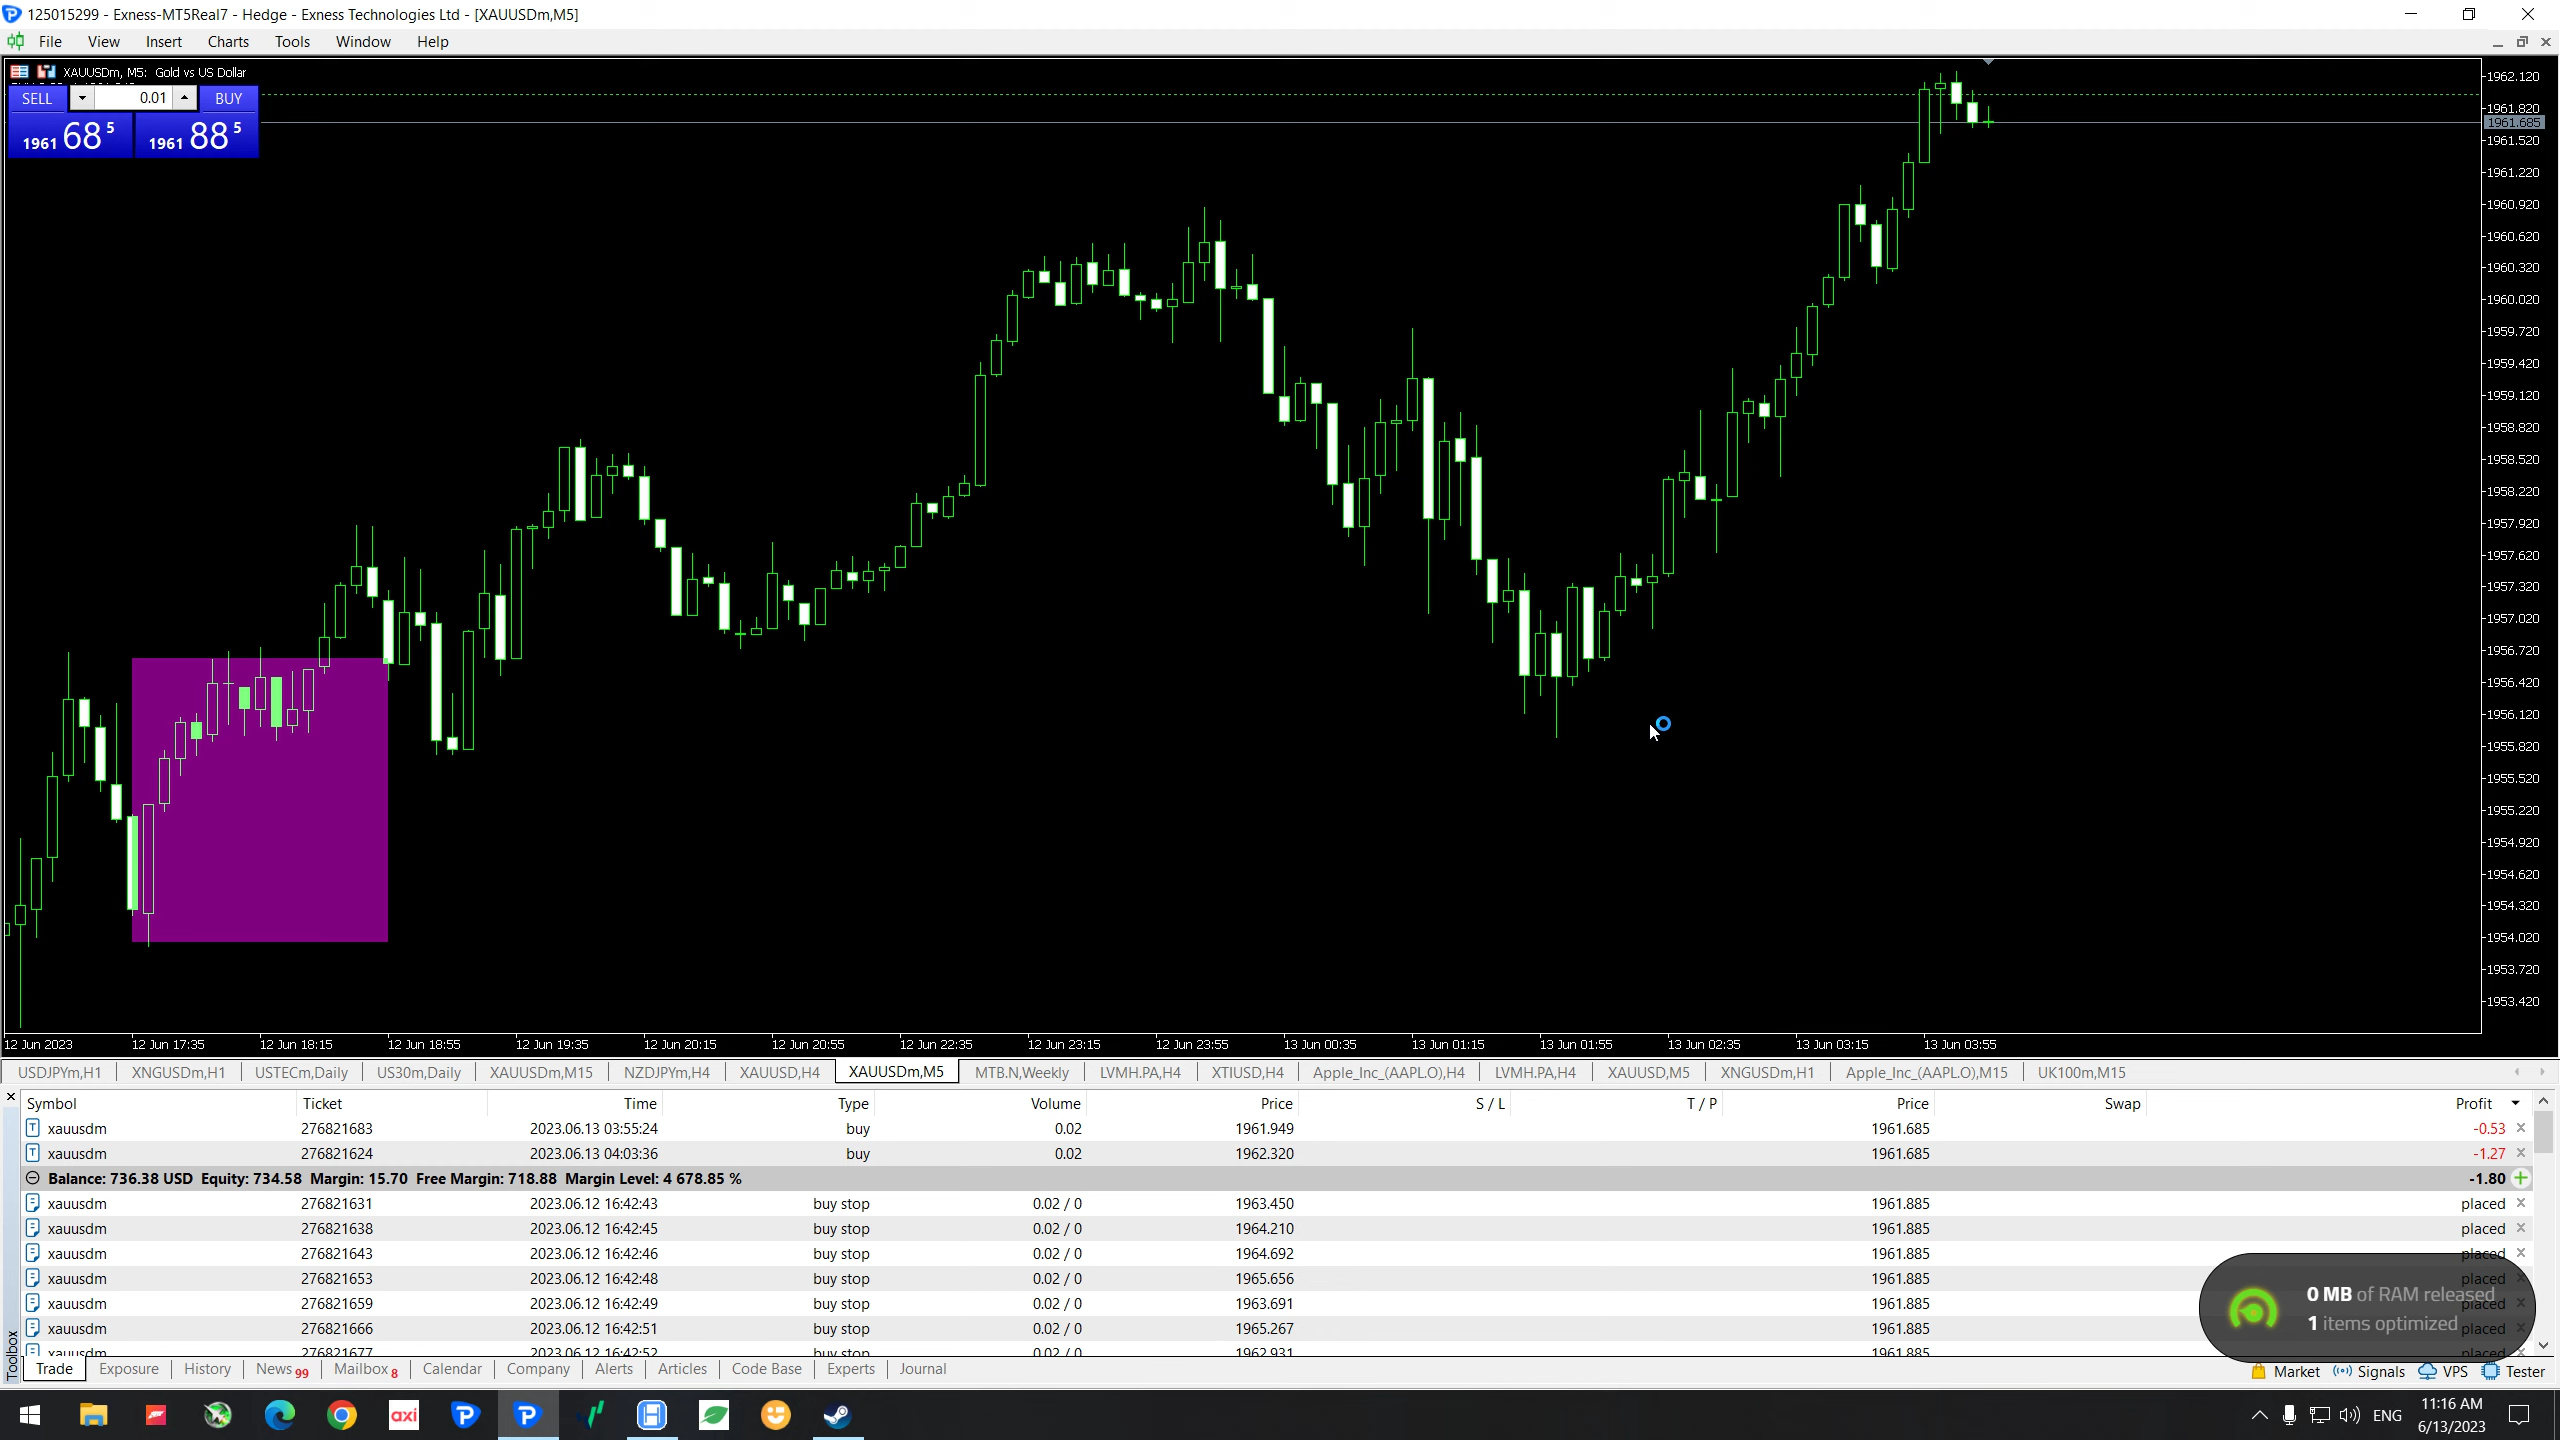 125015299 - Exness-MT5Real7 - Hedge - Exness Technologies Ltd - [XAUUSDm,M5]
File View Insert Charts Tools Window Help
XAUUSDm, M5: Gold vs US Dollar
SELL 0.01 BUY
1961 68 5 1961 88 5
1962.120
1961.820
1961.685
1961.520
1961.220
1960.920
1960.620
1960.320
1960.020
1959.720
1959.420
1959.120
1958.820
1958.520
1958.220
1957.920
1957.620
1957.320
1957.020
1956.720
1956.420
1956.120
1955.820
1955.520
1955.220
1954.920
1954.620
1954.320
1954.020
1953.720
1953.420
12 Jun 2023 12 Jun 17:35 12 Jun 18:15 12 Jun 18:55 12 Jun 19:35 12 Jun 20:15 12 Jun 20:55 12 Jun 22:35 12 Jun 23:15 12 Jun 23:55 13 Jun 00:35 13 Jun 01:15 13 Jun 01:55 13 Jun 02:35 13 Jun 03:15 13 Jun 03:55
USDJPYm,H1 XNGUSDm,H1 USTECm,Daily US30m,Daily XAUUSDm,M15 NZDJPYm,H4 XAUUSD,H4 XAUUSDm,M5 MTB.N,Weekly LVMH.PA,H4 XTIUSD,H4 Apple_Inc_(AAPL.O),H4 LVMH.PA,H4 XAUUSD,M5 XNGUSDm,H1 Apple_Inc_(AAPL.O),M15 UK100m,M15
Symbol Ticket Time Type Volume Price S / L T / P Price Swap Profit
xauusdm 276821683 2023.06.13 03:55:24 buy 0.02 1961.949 1961.685 -0.53
xauusdm 276821624 2023.06.13 04:03:36 buy 0.02 1962.320 1961.685 -1.27
Balance: 736.38 USD Equity: 734.58 Margin: 15.70 Free Margin: 718.88 Margin Level: 4 678.85 % -1.80
xauusdm 276821631 2023.06.12 16:42:43 buy stop 0.02 / 0 1963.450 1961.885 placed
xauusdm 276821638 2023.06.12 16:42:45 buy stop 0.02 / 0 1964.210 1961.885 placed
xauusdm 276821643 2023.06.12 16:42:46 buy stop 0.02 / 0 1964.692 1961.885 placed
xauusdm 276821653 2023.06.12 16:42:48 buy stop 0.02 / 0 1965.656 1961.885 placed
xauusdm 276821659 2023.06.12 16:42:49 buy stop 0.02 / 0 1963.691 1961.885 placed
xauusdm 276821666 2023.06.12 16:42:51 buy stop 0.02 / 0 1965.267 1961.885 placed
xauusdm 276821677 2023.06.12 16:42:52 buy stop 0.02 / 0 1962.931 1961.885 placed
0 MB of RAM released
1 items optimized
Toolbox
Trade Exposure History News 99 Mailbox 8 Calendar Company Alerts Articles Code Base Experts Journal
Market Signals VPS Tester
axi
ENG
11:16 AM
6/13/2023